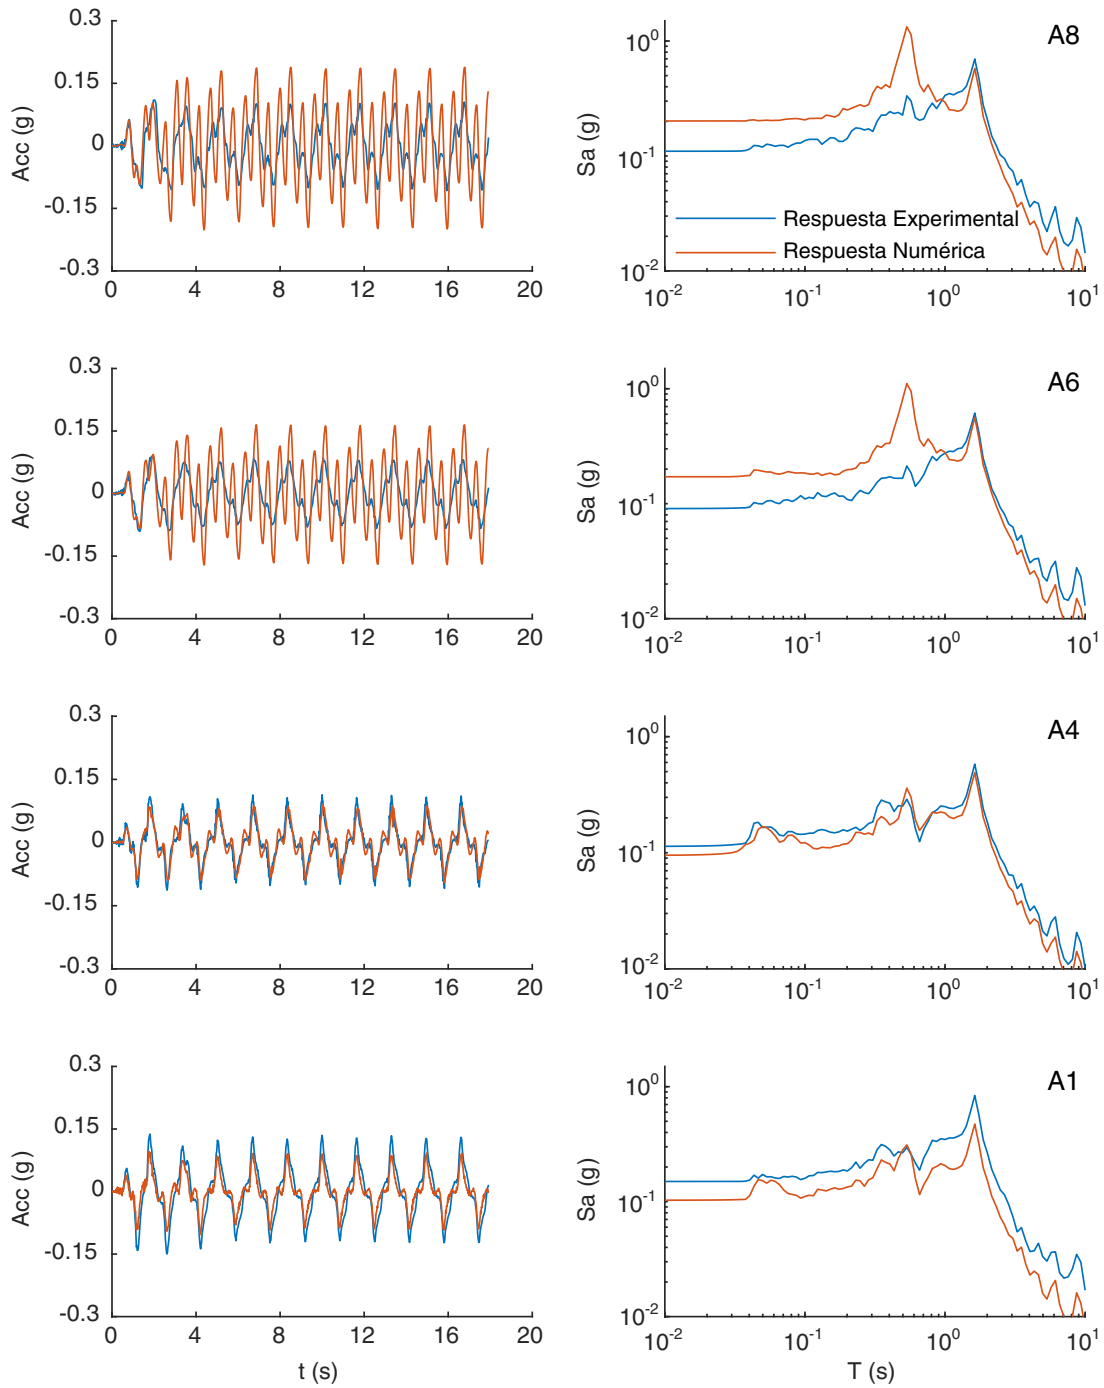 0.3
0.15
0
-0.15
-0.3
Acc (g)
0 4 8 12 16 20
10^0
10^-1
10^-2
Sa (g)
A8
Respuesta Experimental
Respuesta Numérica
10^-2 10^-1 10^0 10^1
0.3
0.15
0
-0.15
-0.3
Acc (g)
0 4 8 12 16 20
10^0
10^-1
10^-2
Sa (g)
A6
10^-2 10^-1 10^0 10^1
0.3
0.15
0
-0.15
-0.3
Acc (g)
0 4 8 12 16 20
10^0
10^-1
10^-2
Sa (g)
A4
10^-2 10^-1 10^0 10^1
0.3
0.15
0
-0.15
-0.3
Acc (g)
0 4 8 12 16 20
t (s)
10^0
10^-1
10^-2
Sa (g)
A1
10^-2 10^-1 10^0 10^1
T (s)